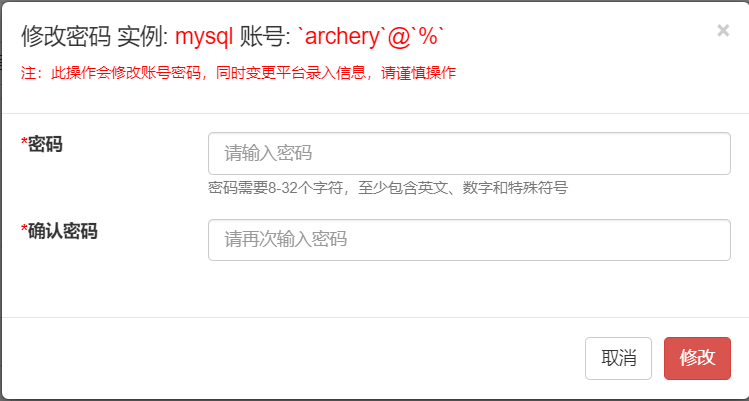 修改密码 实例: mysql 账号: `archery`@`%`
×
注：此操作会修改账号密码，同时变更平台录入信息，请谨慎操作
*密码
请输入密码
密码需要8-32个字符，至少包含英文、数字和特殊符号
*确认密码
请再次输入密码
取消
修改